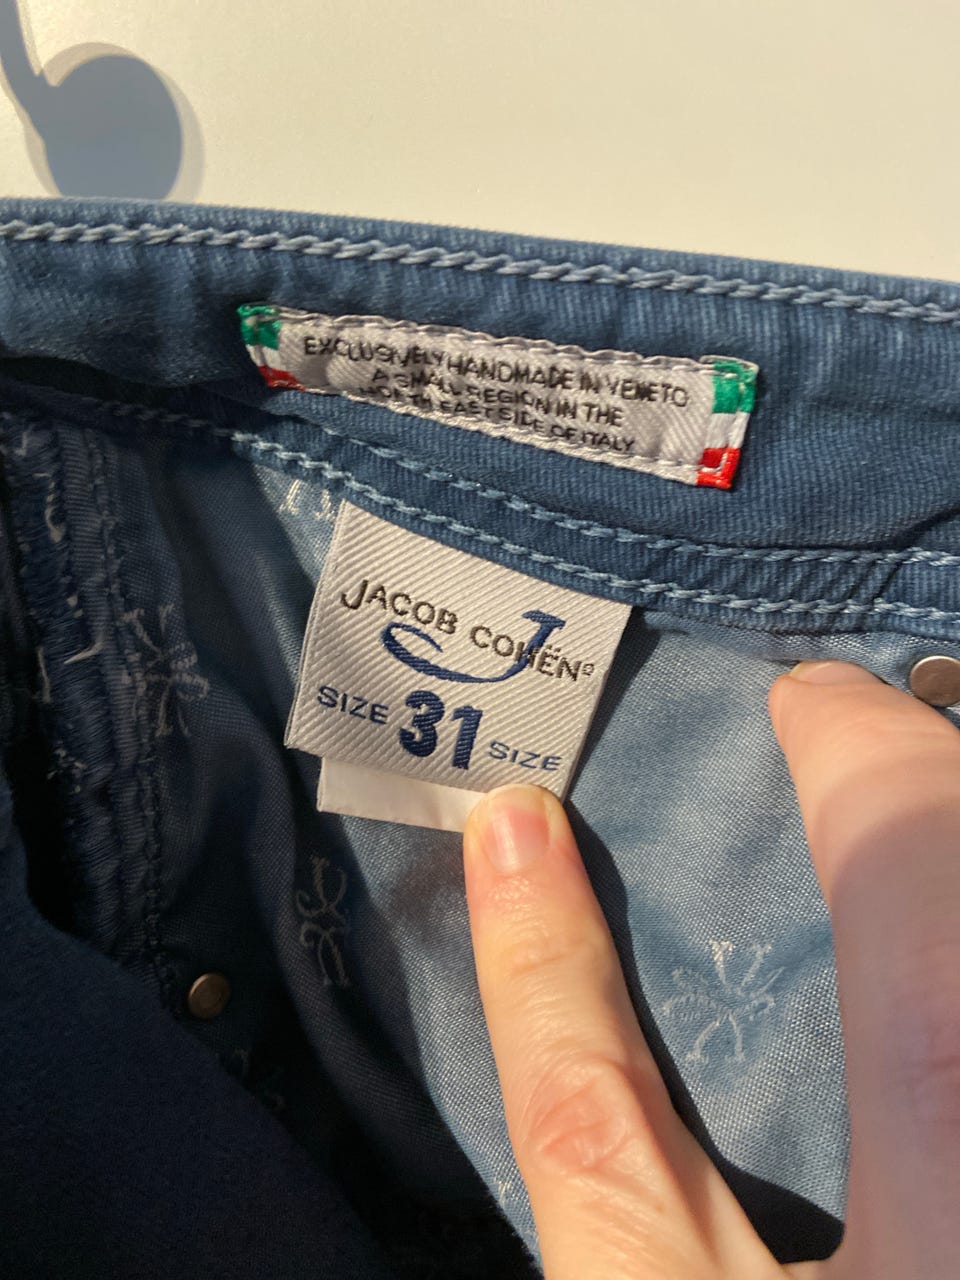 EXCLUSIVELY HANDMADE IN VENETO
A SMALL REGION IN THE
NORTH EAST SIDE OF ITALY
JACOB COHËN
J
SIZE 31 SIZE